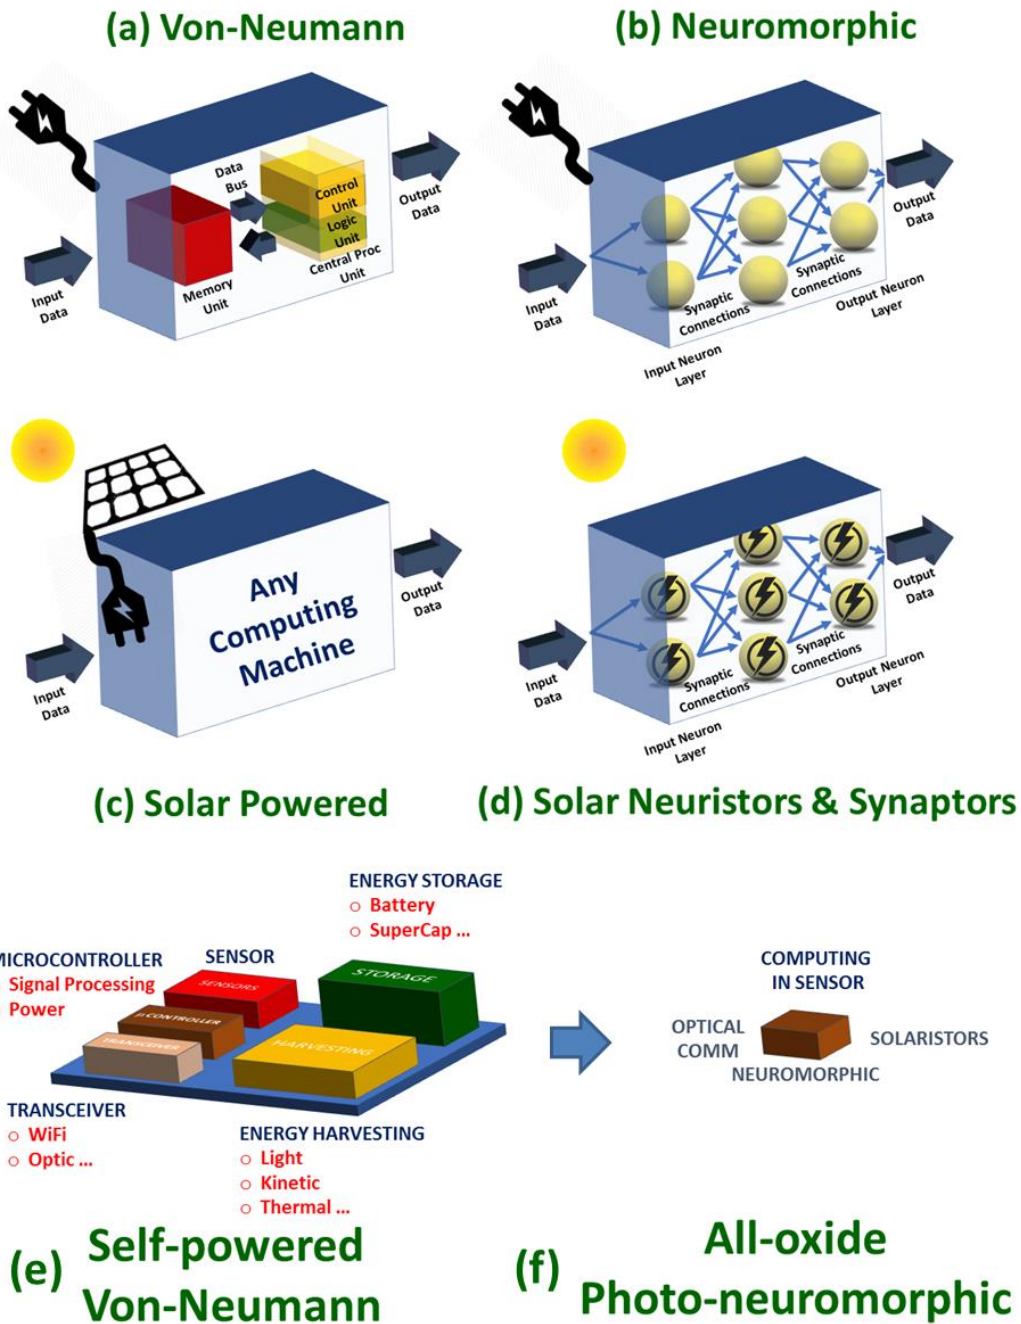 (a) Von-Neumann
(b) Neuromorphic
Data
Bus
Control
Unit
Logic
Unit
Central Proc
Unit
Memory
Unit
Input
Data
Output
Data
Input
Data
Synaptic
Connections
Synaptic
Connections
Input Neuron
Layer
Output Neuron
Layer
Output
Data
Any
Computing
Machine
Input
Data
Output
Data
Input
Data
Synaptic
Connections
Synaptic
Connections
Input Neuron
Layer
Output Neuron
Layer
Output
Data
(c) Solar Powered
(d) Solar Neuristors & Synaptors
ENERGY STORAGE
○ Battery
○ SuperCap ...
MICROCONTROLLER
Signal Processing
Power
SENSOR
SENSORS
STORAGE
µ CONTROLLER
TRANSCEIVER
HARVESTING
TRANSCEIVER
○ WiFi
○ Optic ...
ENERGY HARVESTING
○ Light
○ Kinetic
○ Thermal ...
COMPUTING
IN SENSOR
OPTICAL
COMM
SOLARISTORS
NEUROMORPHIC
(e) Self-powered
Von-Neumann
(f) All-oxide
Photo-neuromorphic